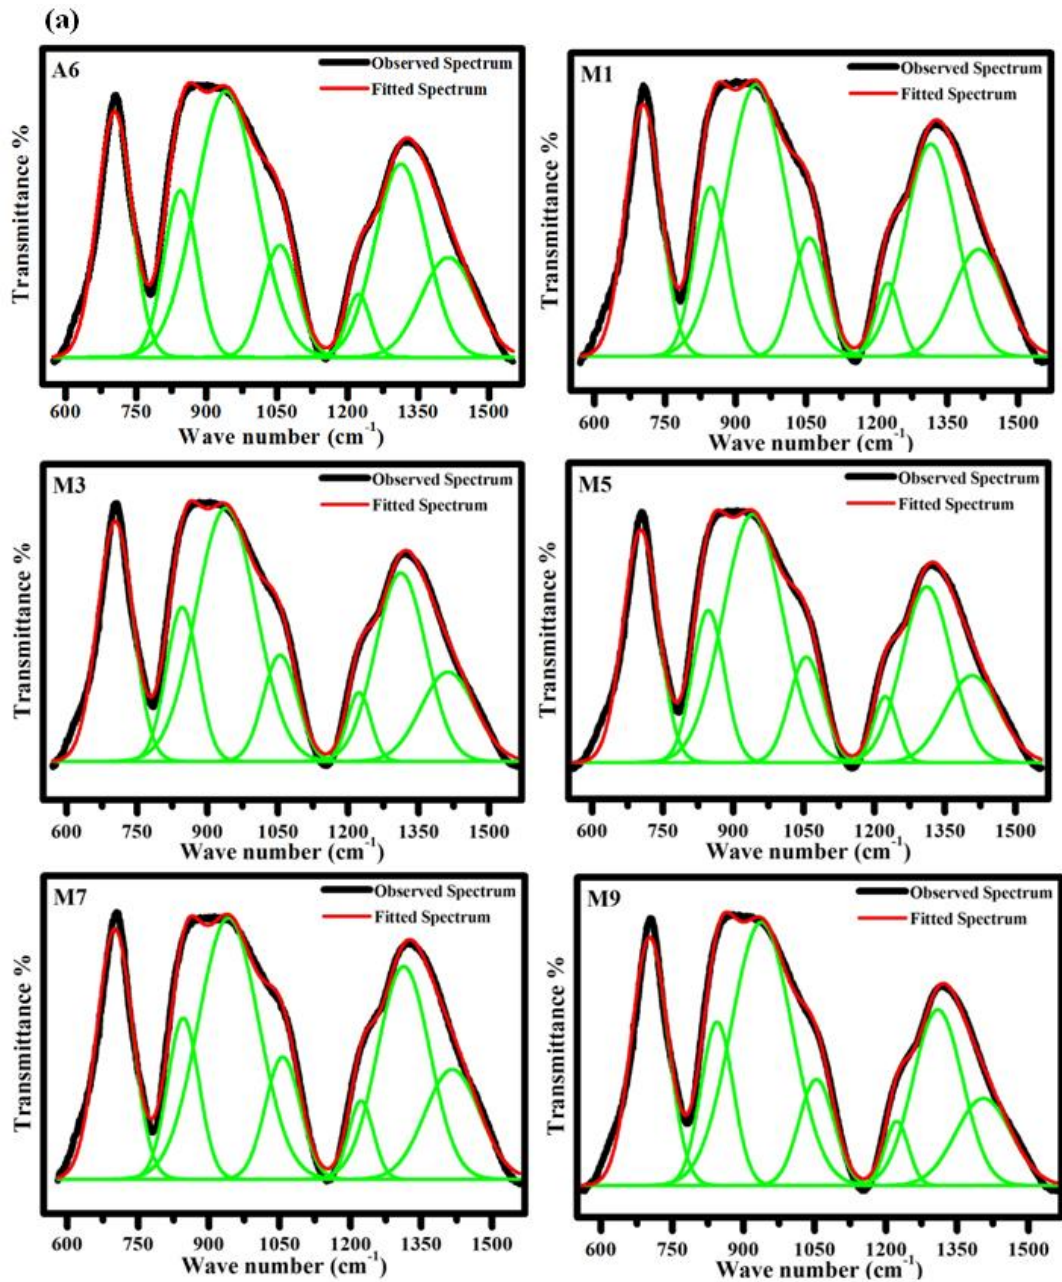 (a)
A6
Observed Spectrum
Fitted Spectrum
Transmittance %
600 750 900 1050 1200 1350 1500
Wave number (cm⁻¹)
M1
Observed Spectrum
Fitted Spectrum
Transmittance %
600 750 900 1050 1200 1350 1500
Wave number (cm⁻¹)
M3
Observed Spectrum
Fitted Spectrum
Transmittance %
600 750 900 1050 1200 1350 1500
Wave number (cm⁻¹)
M5
Observed Spectrum
Fitted Spectrum
Transmittance %
600 750 900 1050 1200 1350 1500
Wave number (cm⁻¹)
M7
Observed Spectrum
Fitted Spectrum
Transmittance %
600 750 900 1050 1200 1350 1500
Wave number (cm⁻¹)
M9
Observed Spectrum
Fitted Spectrum
Transmittance %
600 750 900 1050 1200 1350 1500
Wave number (cm⁻¹)